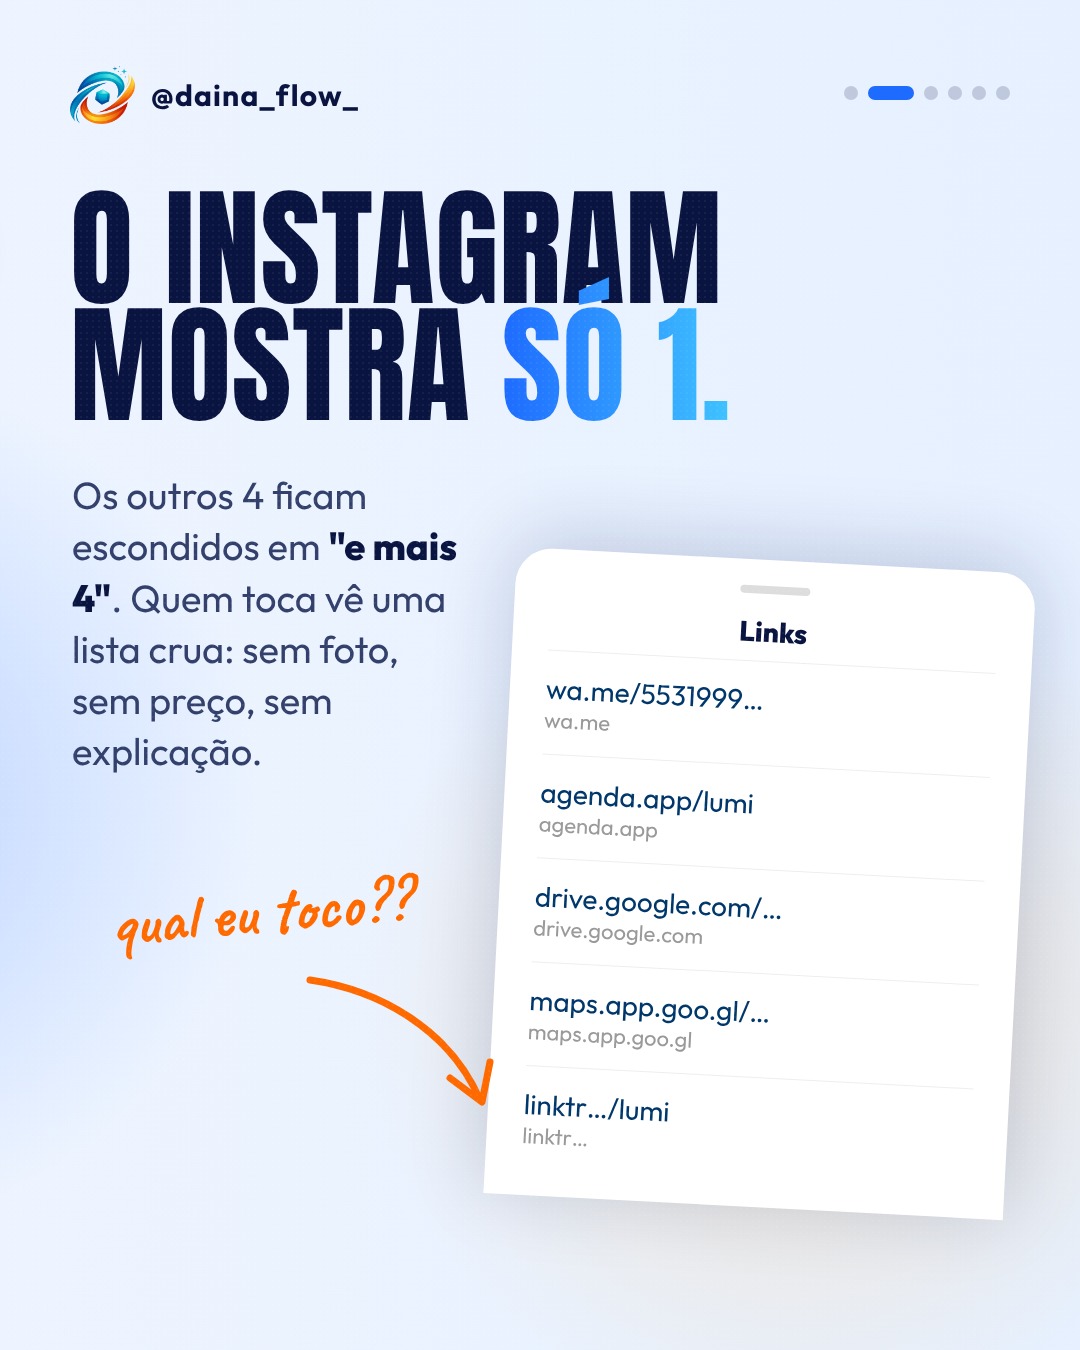 @daina_flow_
O INSTAGRAM
MOSTRA SÓ 1.
Os outros 4 ficam
escondidos em "e mais
4". Quem toca vê uma
lista crua: sem foto,
sem preço, sem
explicação.
qual eu toco??
Links
wa.me/5531999...
wa.me
agenda.app/lumi
agenda.app
drive.google.com/...
drive.google.com
maps.app.goo.gl/...
maps.app.goo.gl
linktr.../lumi
linktr...